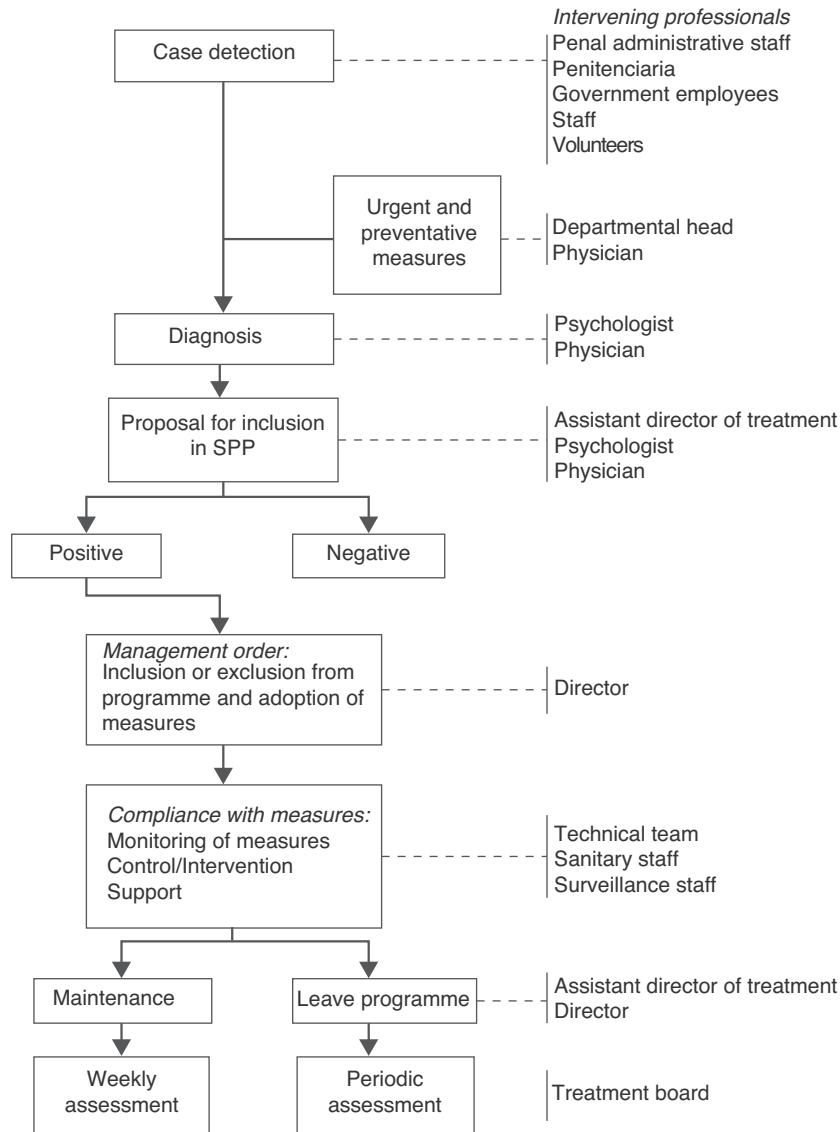 Intervening professionals
Case detection
Penal administrative staff
Penitenciaria
Government employees
Staff
Volunteers
Urgent and
preventative
measures
Departmental head
Physician
Diagnosis
Psychologist
Physician
Proposal for inclusion
in SPP
Assistant director of treatment
Psychologist
Physician
Positive
Negative
Management order:
Inclusion or exclusion from
programme and adoption of
measures
Director
Compliance with measures:
Monitoring of measures
Control/Intervention
Support
Technical team
Sanitary staff
Surveillance staff
Maintenance
Leave programme
Assistant director of treatment
Director
Weekly
assessment
Periodic
assessment
Treatment board